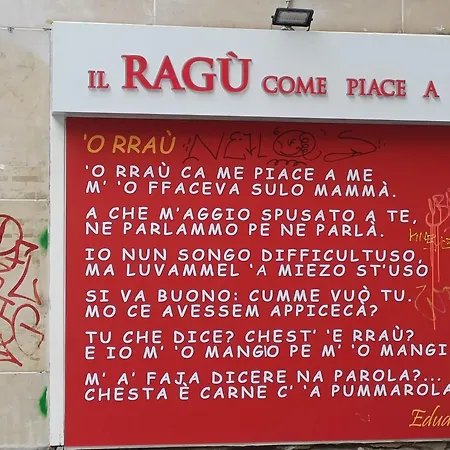 IL RAGÙ COME PIACE A
'O RRAÙ
NEILO'S
'O RRAÙ CA ME PIACE A ME
M' 'O FFACEVA SULO MAMMÀ.
A CHE M'AGGIO SPUSATO A TE,
NE PARLAMMO PE NE PARLÀ.
IO NUN SONGO DIFFICULTUSO,
MA LUVAMMEL 'A MIEZO ST'USO
SI VA BUONO: CUMME VUÒ TU.
MO CE AVESSEM APPICECÀ?
TU CHE DICE? CHEST' 'E RRAÙ?
E IO M' 'O MANGIO PE M' 'O MANGI
M' A' FAJA DICERE NA PAROLA?...
CHESTA È CARNE C' 'A PUMMAROLA